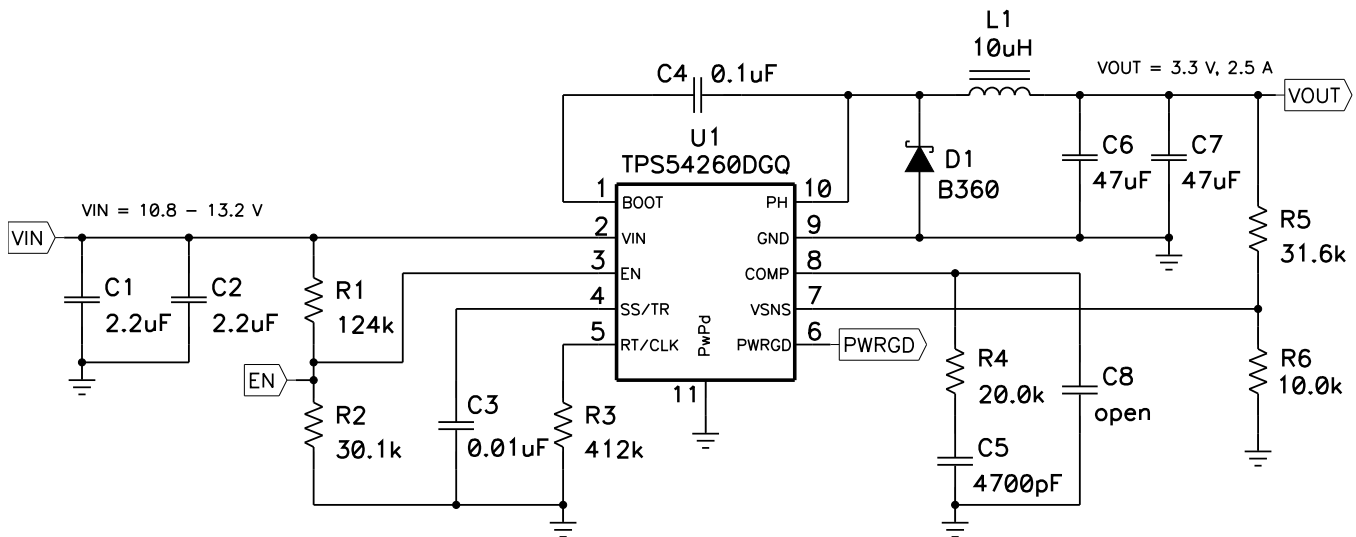 L1
10uH
C4 0.1uF
VOUT = 3.3 V, 2.5 A
VOUT
U1
TPS54260DGQ
C6
47uF
C7
47uF
D1
B360
1 BOOT
PH 10
VIN = 10.8 - 13.2 V
VIN
2 VIN
GND 9
R5
31.6k
3 EN
COMP 8
C1
2.2uF
C2
2.2uF
R1
124k
4 SS/TR
VSNS 7
5 RT/CLK
PwPd
PWRGD 6
PWRGD
R4
20.0k
C8
open
R6
10.0k
EN
11
R2
30.1k
C3
0.01uF
R3
412k
C5
4700pF